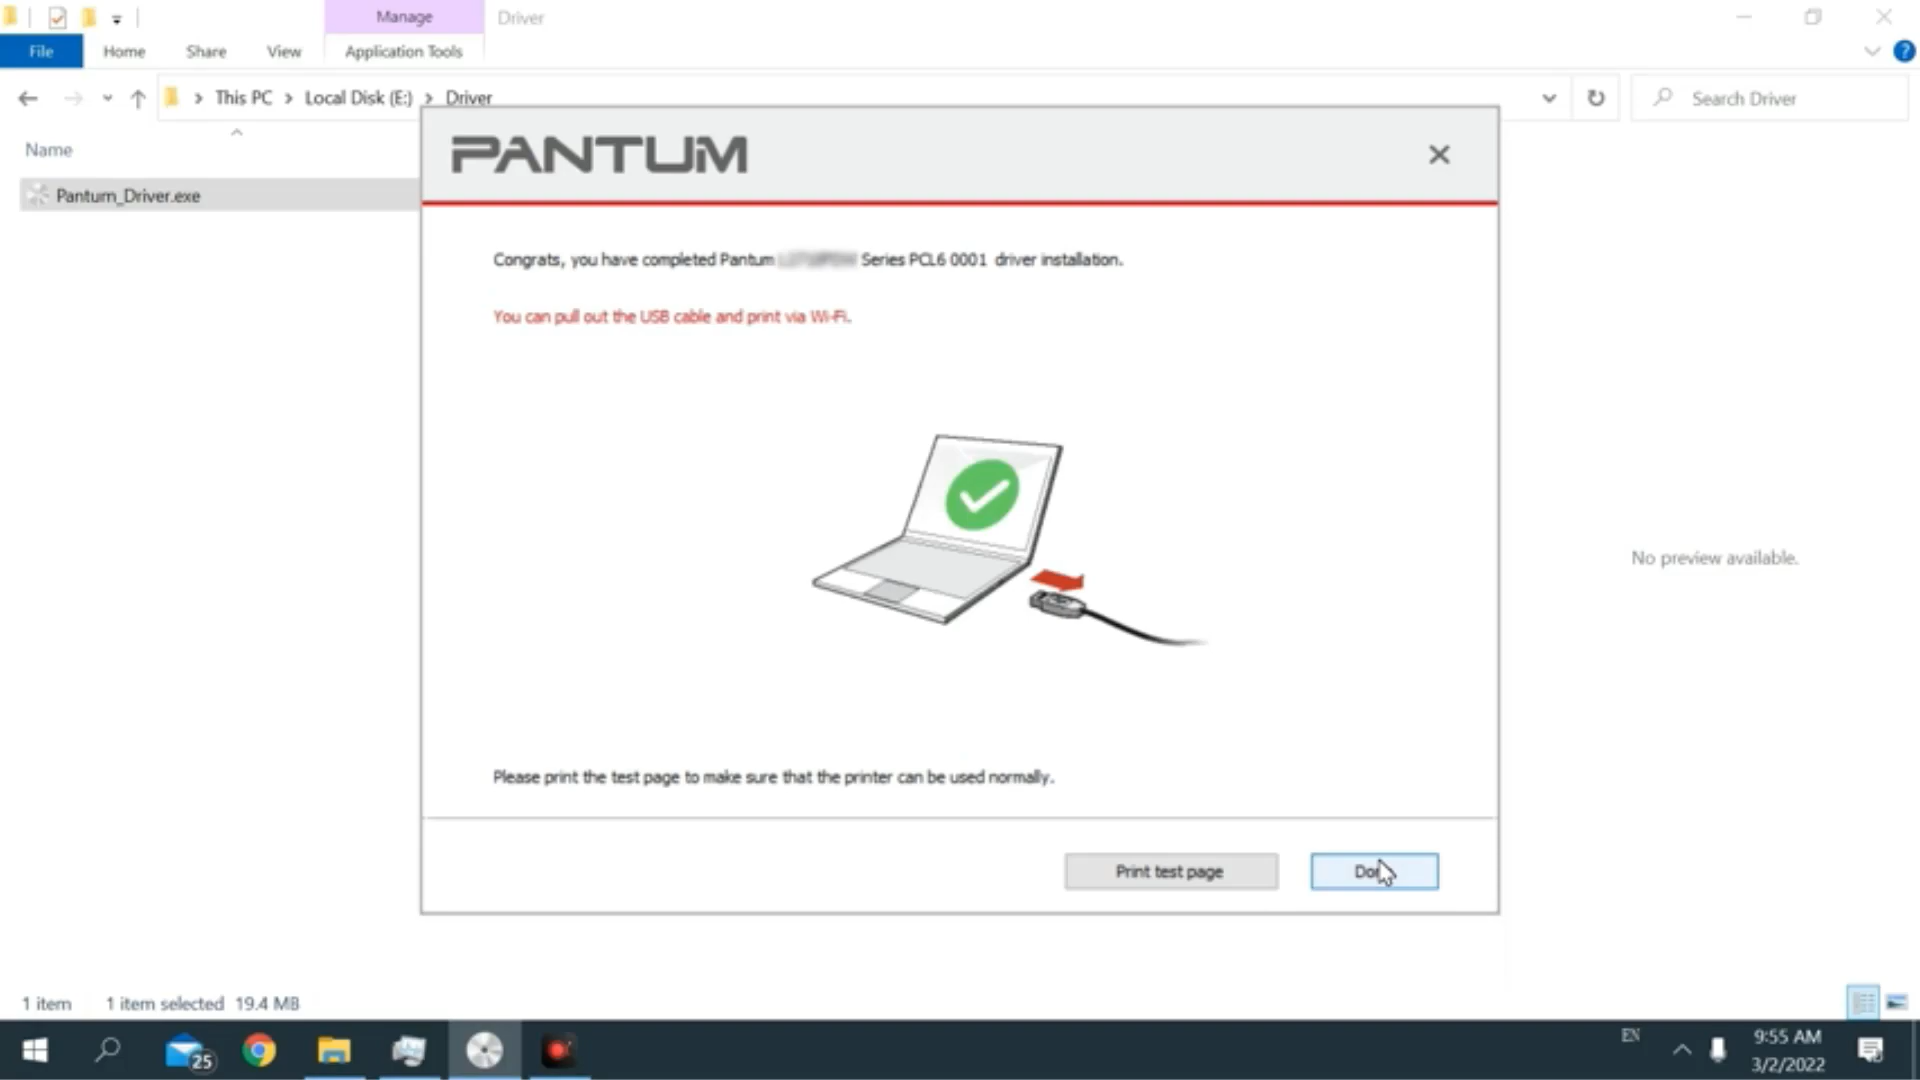 Manage
Driver
File
Home
Share
View
Application Tools
This PC
Local Disk (E:)
Driver
Search Driver
Name
Pantum_Driver.exe
PANTUM
Congrats, you have completed Pantum Series PCL6 0001 driver installation.
You can pull out the USB cable and print via Wi-Fi.
No preview available.
Please print the test page to make sure that the printer can be used normally.
Print test page
1 item
1 item selected 19.4 MB
25
EN
9:55 AM
3/2/2022